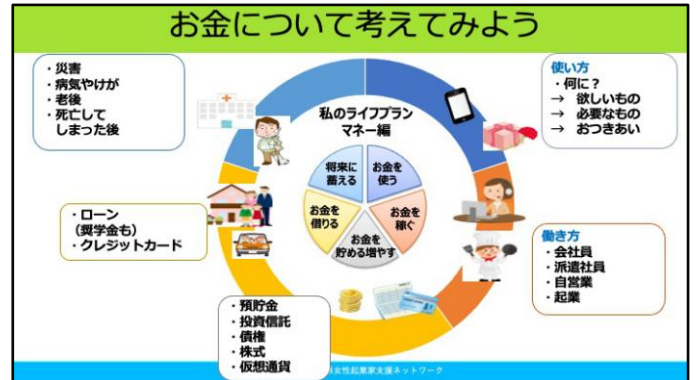 お金について考えてみよう
・災害
・病気やけが
・老後
・死亡して
しまった後
使い方
・何に?
→ 欲しいもの
→ 必要なもの
→ おつきあい
私のライフプラン
マネー編
将来に
蓄える
お金を
使う
お金を
借りる
お金を
稼ぐ
お金を
貯める増やす
・ローン
(奨学金も)
・クレジットカード
働き方
・会社員
・派遣社員
・自営業
・起業
・預貯金
・投資信託
・債権
・株式
・仮想通貨
女性起業家支援ネットワーク